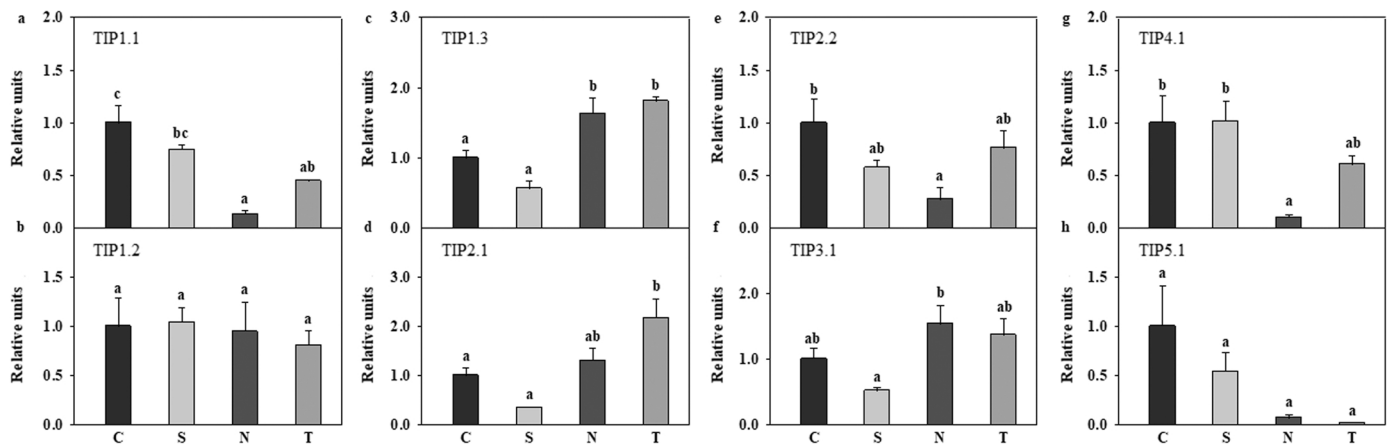 a
2.0
TIP1.1
1.5
1.0
0.5
0.0
Relative units
c
bc
a
ab
b
TIP1.2
1.5
1.0
0.5
0.0
Relative units
a
a
a
a
C S N T
c
3.0
TIP1.3
2.0
1.0
0.0
Relative units
a
a
b
b
d
TIP2.1
3.0
2.0
1.0
0.0
Relative units
a
a
ab
b
C S N T
e
2.0
TIP2.2
1.5
1.0
0.5
0.0
Relative units
b
ab
a
ab
f
TIP3.1
2.0
1.0
0.0
Relative units
ab
a
b
ab
C S N T
g
2.0
TIP4.1
1.5
1.0
0.5
0.0
Relative units
b
b
a
ab
h
TIP5.1
1.5
1.0
0.5
0.0
Relative units
a
a
a
a
C S N T